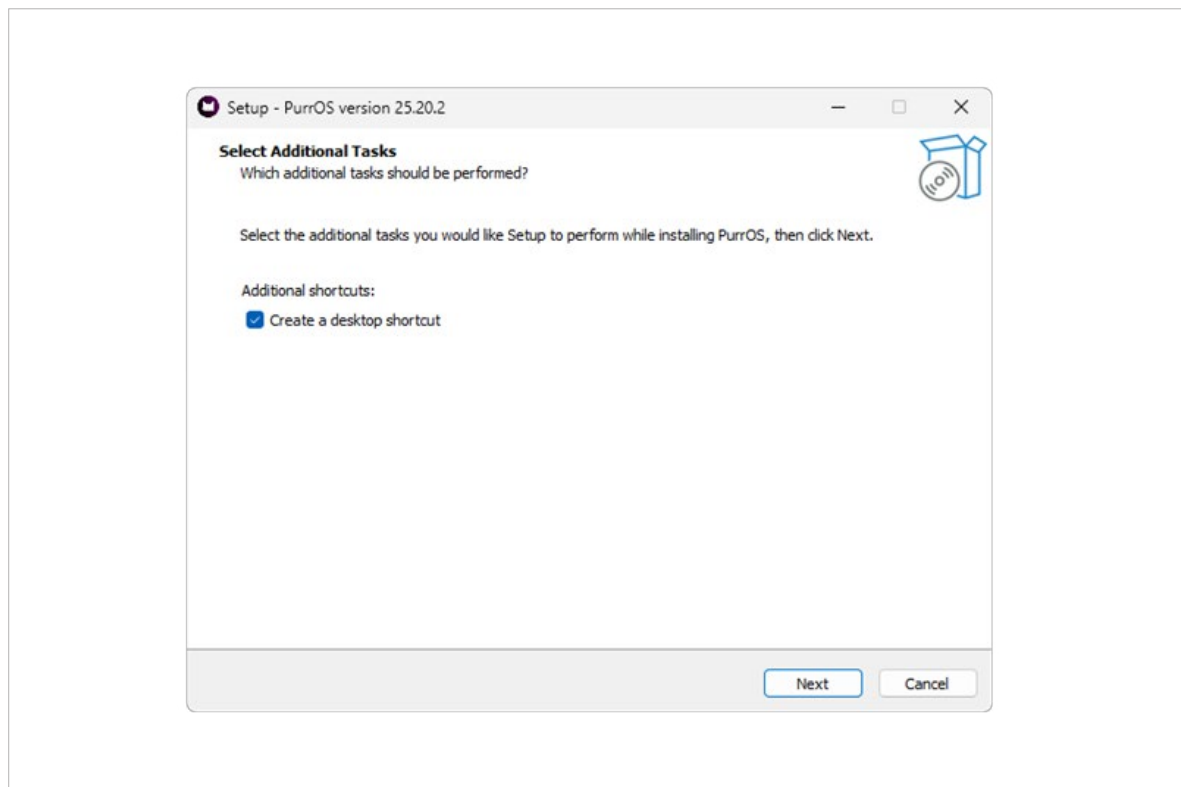 Setup - PurrOS version 25.20.2
Select Additional Tasks
Which additional tasks should be performed?
Select the additional tasks you would like Setup to perform while installing PurrOS, then click Next.
Additional shortcuts:
Create a desktop shortcut
Next
Cancel